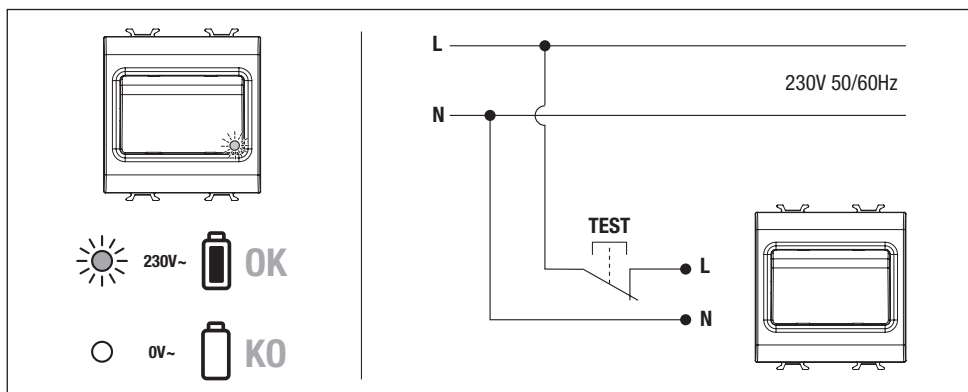 230V~ OK
0V~ KO
L
230V 50/60Hz
N
TEST
L
N